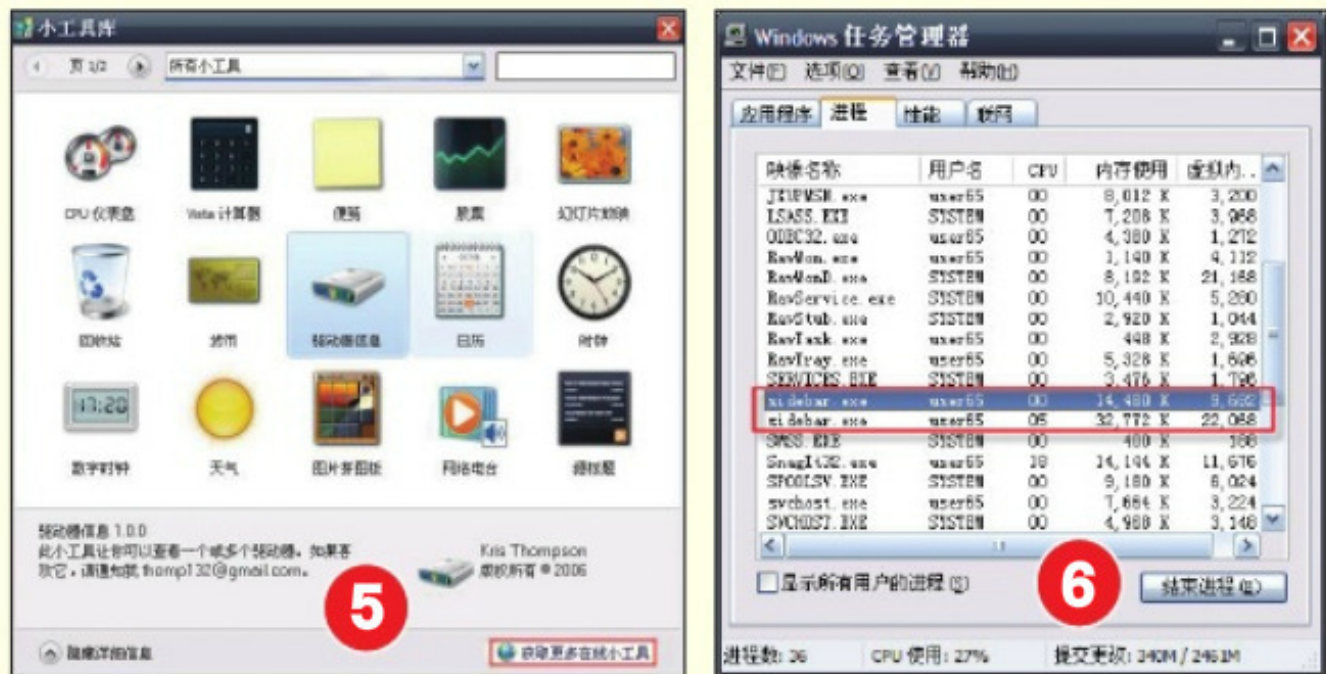 小工具库
页 1/2
所有小工具
CPU 仪表盘
Vista 计算器
便笺
股票
幻灯片放映
回收站
货币
驱动器信息
日历
时钟
17:20
数字时钟
天气
图片拼图板
网络电台
驱动器信息 1.0.0
此小工具让你可以查看一个或多个驱动器。如果喜
欢它，请通知我 thomp132@gmail.com。
Kris Thompson
版权所有 © 2006
5
隐藏详细信息
获取更多在线小工具
Windows 任务管理器
文件(F) 选项(O) 查看(V) 帮助(H)
应用程序 进程 性能 联网
映像名称 用户名 CPU 内存使用 虚拟内..
user65 00 8,012 K 3,200
LSASS.EXE SYSTEM 00 7,208 K 3,968
ODBC32.exe user65 00 4,380 K 1,272
RavMon.exe user65 00 1,140 K 4,112
RavMonD.exe SYSTEM 00 8,192 K 21,168
RavService.exe SYSTEM 00 10,440 K 5,280
RavStub.exe SYSTEM 00 2,920 K 1,044
RavTask.exe user65 00 448 K 2,928
RavTray.exe user65 00 5,328 K 1,696
SERVICES.EXE SYSTEM 00 3,476 K 1,796
sidebar.exe user65 00 14,480 K 9,692
sidebar.exe user65 05 32,772 K 22,068
SMSS.EXE SYSTEM 00 400 K 168
SnagIt32.exe user65 18 14,144 K 11,676
SPOOLSV.EXE SYSTEM 00 9,180 K 6,024
svchost.exe user65 00 7,664 K 3,224
SVCHOST.EXE SYSTEM 00 4,988 K 3,148
显示所有用户的进程(S)
6
结束进程(E)
进程数: 36 CPU 使用: 27% 提交更改: 340M / 2461M